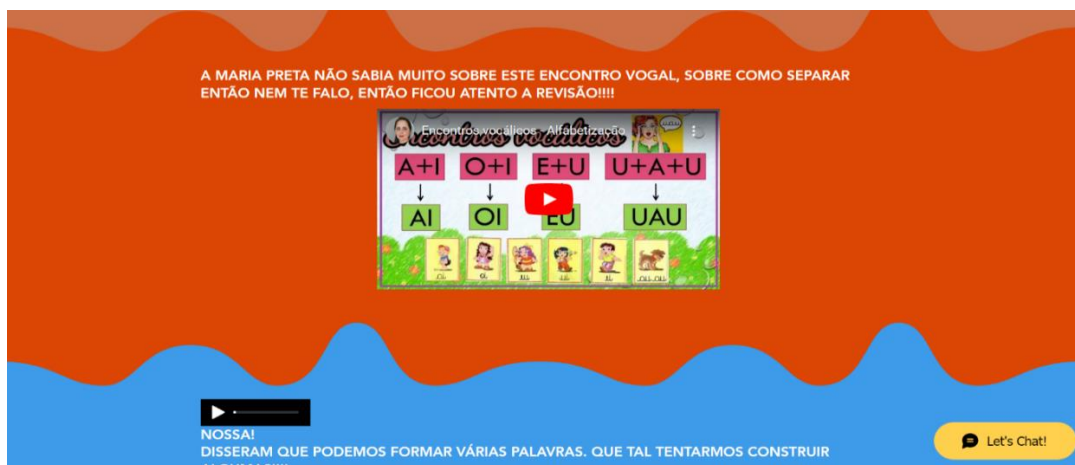 A MARIA PRETA NÃO SABIA MUITO SOBRE ESTE ENCONTRO VOGAL, SOBRE COMO SEPARAR
ENTÃO NEM TE FALO, ENTÃO FICOU ATENTO A REVISÃO!!!!
Encontros vocálicos - Alfabetização
Encontros vocálicos
A+I O+I E+U U+A+U
AI OI EU UAU
NOSSA!
DISSERAM QUE PODEMOS FORMAR VÁRIAS PALAVRAS. QUE TAL TENTARMOS CONSTRUIR
Let's Chat!